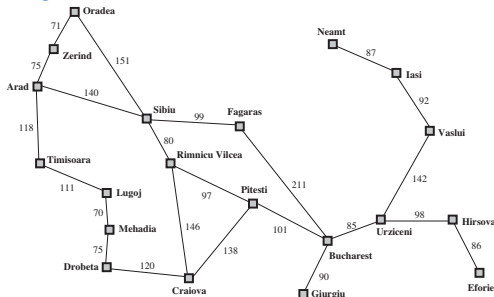 Oradea
71
Neamt
87
Zerind
151
75
Iasi
Arad
140
92
Sibiu
99
Fagaras
118
Vaslui
80
Timisoara
Rimnicu Vilcea
111
Lugoj
97
Pitesti
211
142
70
98
Hirsova
Mehadia
146
101
85
Urziceni
75
138
86
Bucharest
Drobeta
120
90
Craiova
Giurgiu
Eforie